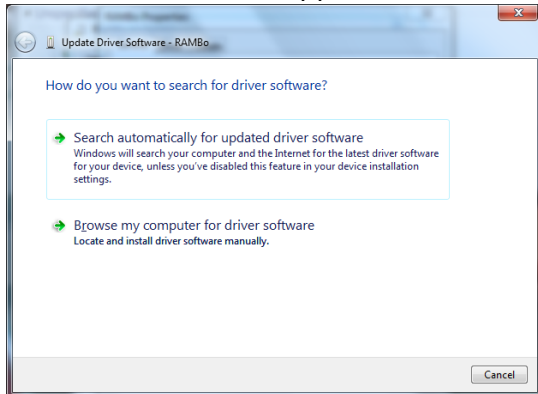 Update Driver Software - RAMBo
How do you want to search for driver software?
Search automatically for updated driver software
Windows will search your computer and the Internet for the latest driver software
for your device, unless you've disabled this feature in your device installation
settings.
Browse my computer for driver software
Locate and install driver software manually.
Cancel